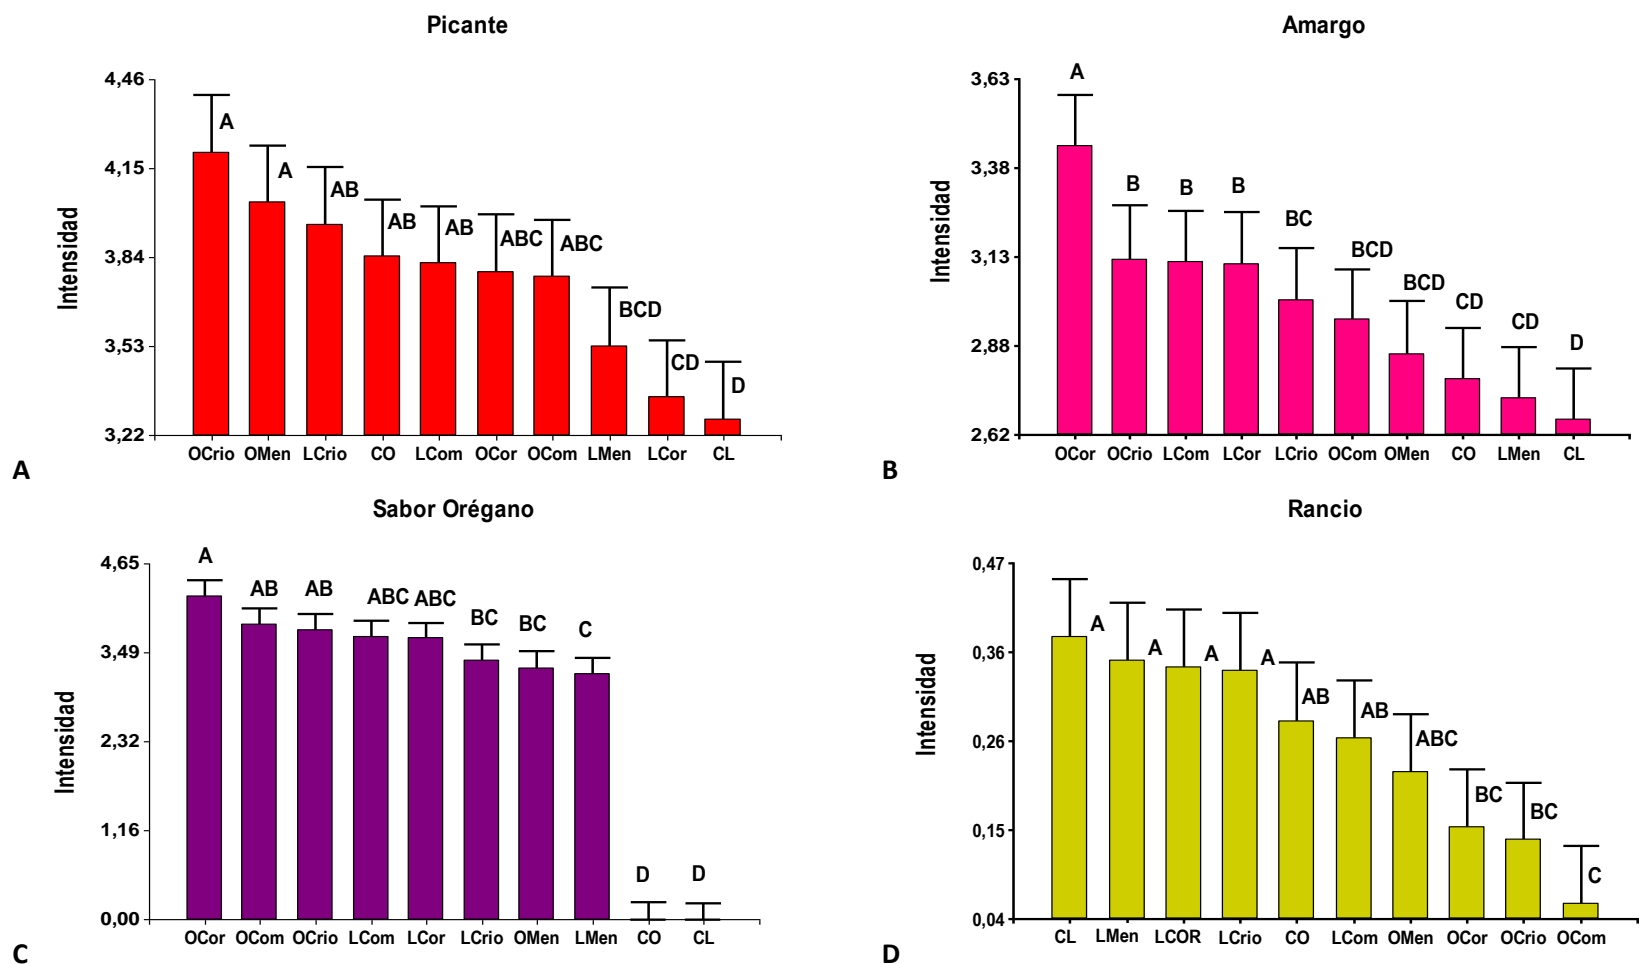 Picante
Intensidad
4,46
4,15
3,84
3,53
3,22
A
A
AB
AB
AB
ABC
ABC
BCD
CD
D
OCrio OMen LCrio CO LCom OCor OCom LMen LCor CL
A
Amargo
Intensidad
3,63
3,38
3,13
2,88
2,62
A
B
B
B
BC
BCD
BCD
CD
CD
D
OCor OCrio LCom LCor LCrio OCom OMen CO LMen CL
B
Sabor Orégano
Intensidad
4,65
3,49
2,32
1,16
0,00
A
AB
AB
ABC
ABC
BC
BC
C
D
D
OCor OCom OCrio LCom LCor LCrio OMen LMen CO CL
C
Rancio
Intensidad
0,47
0,36
0,26
0,15
0,04
A
A
A
A
AB
AB
ABC
BC
BC
C
CL LMen LCOR LCrio CO LCom OMen OCor OCrio OCom
D